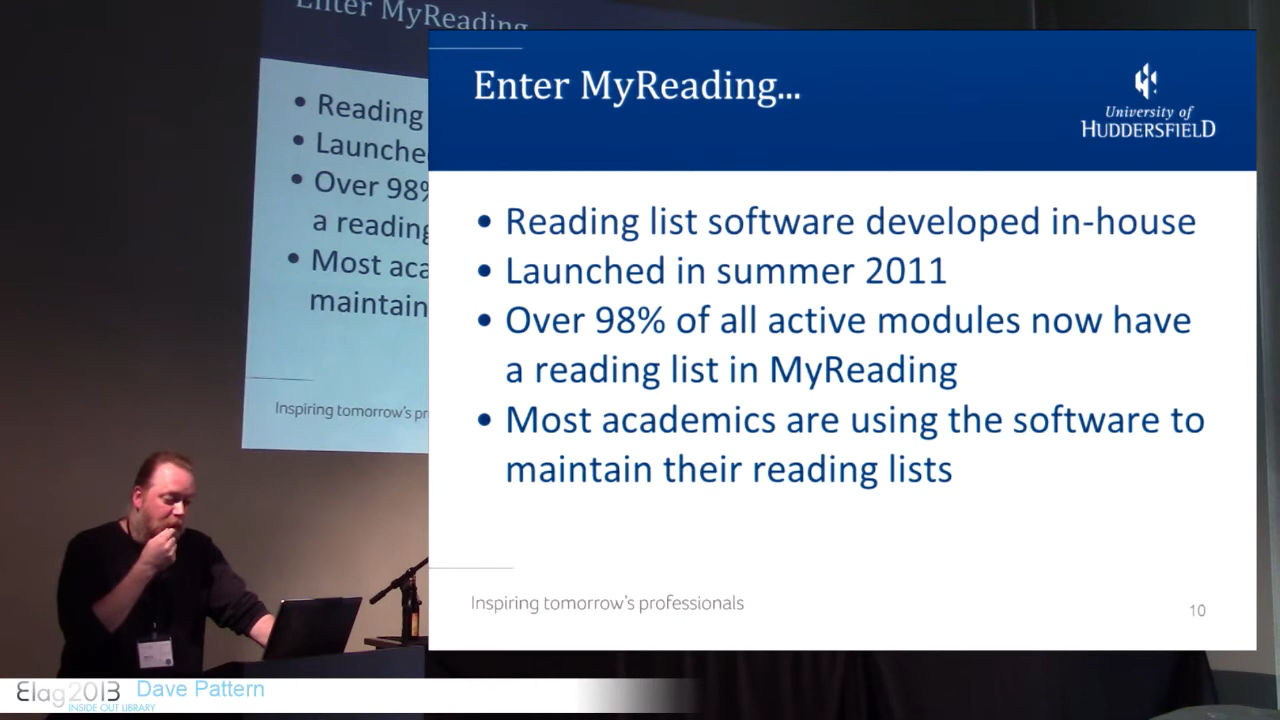 Enter MyReading
Reading
Launche
Over 98%
a reading
Most aca
maintain
Inspiring tomorrow's pr
Enter MyReading...
University of
HUDDERSFIELD
• Reading list software developed in-house
• Launched in summer 2011
• Over 98% of all active modules now have
a reading list in MyReading
• Most academics are using the software to
maintain their reading lists
Inspiring tomorrow's professionals
10
Elag2013 Dave Pattern
INSIDE OUT LIBRARY